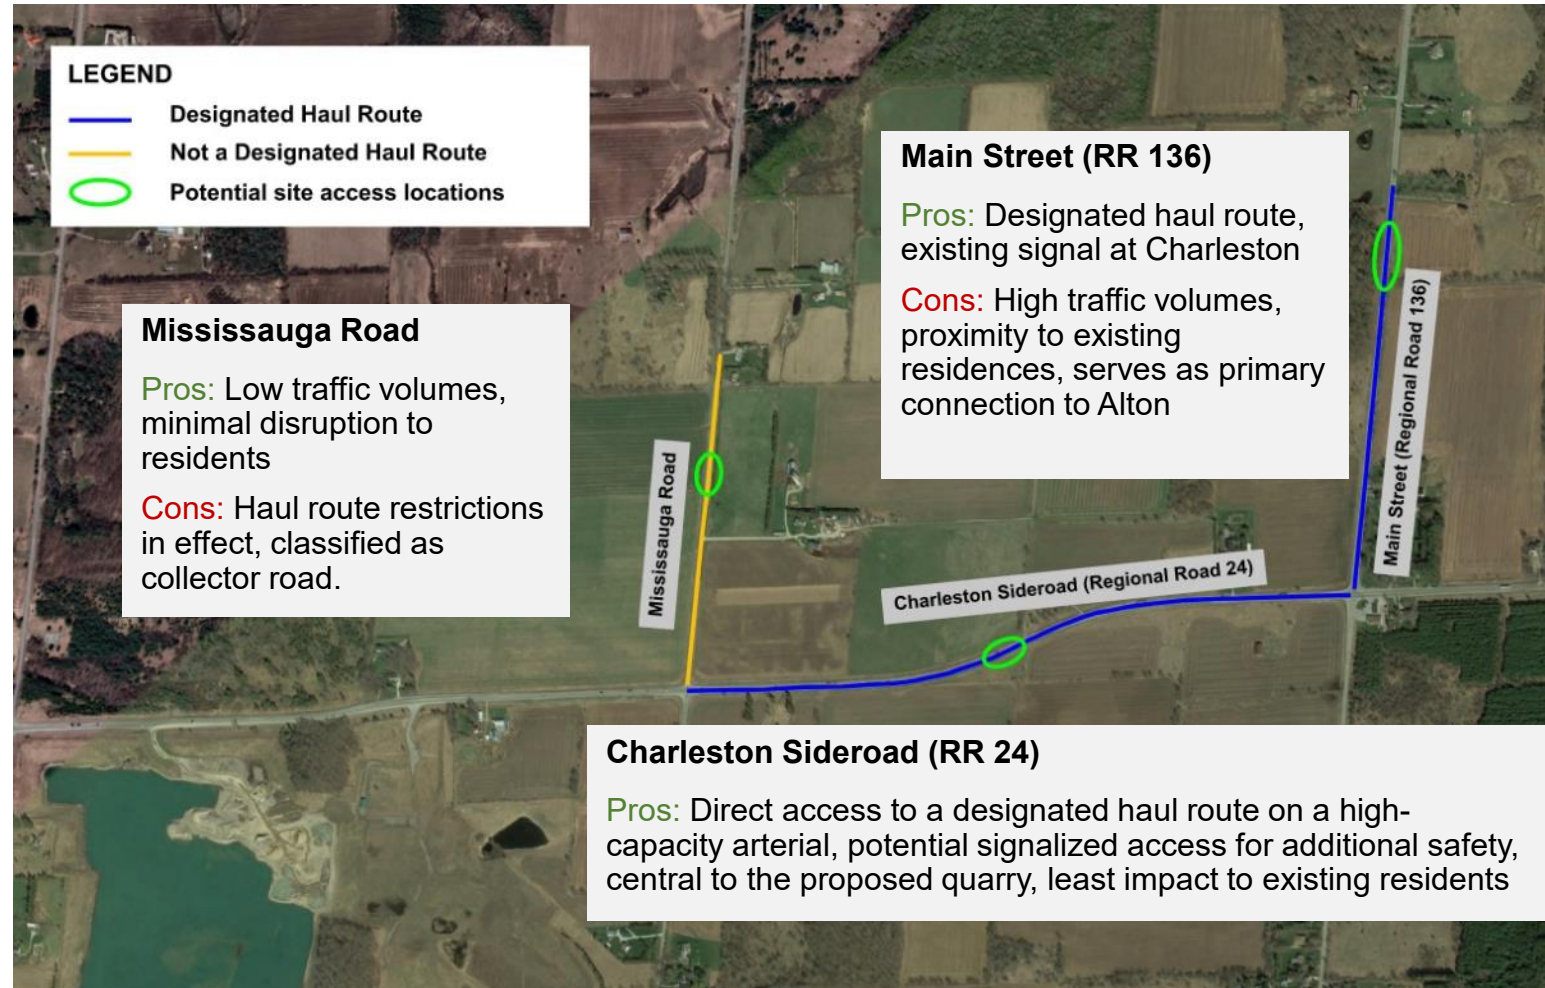 LEGEND
Designated Haul Route
Not a Designated Haul Route
Potential site access locations
Main Street (RR 136)
Pros: Designated haul route,
existing signal at Charleston
Cons: High traffic volumes,
proximity to existing
residences, serves as primary
connection to Alton
Mississauga Road
Pros: Low traffic volumes,
minimal disruption to
residents
Cons: Haul route restrictions
in effect, classified as
collector road.
Mississauga Road
Main Street (Regional Road 136)
Charleston Sideroad (Regional Road 24)
Charleston Sideroad (RR 24)
Pros: Direct access to a designated haul route on a high-
capacity arterial, potential signalized access for additional safety,
central to the proposed quarry, least impact to existing residents